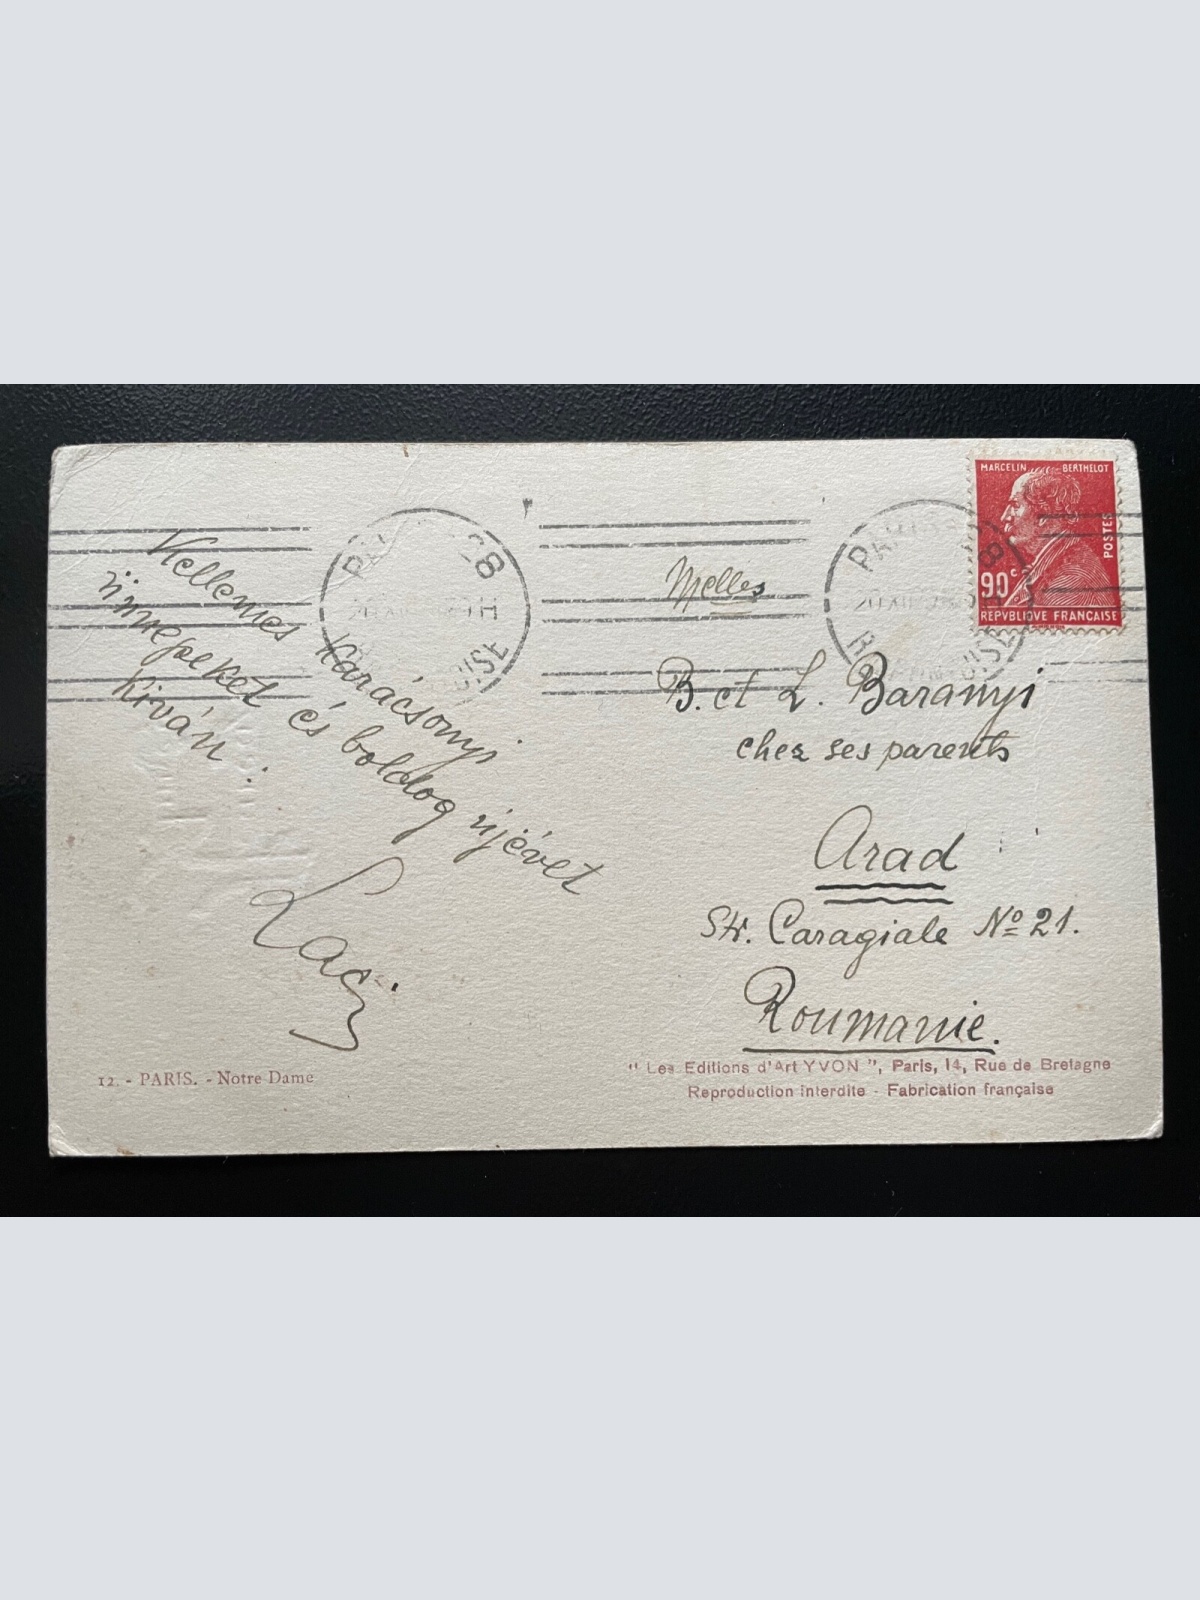 Kellemes Karácsonyi
ünnepeket és boldog újévet
kiván:
Laci
Melles
B. et L. Baranyi
chez ses parents
Arad
Str. Caragiale Nº 21.
Roumanie.
MARCELIN BERTHELOT
POSTES
90c
REPVBLIQUE FRANÇAISE
12. - PARIS. - Notre Dame
" Les Editions d'Art YVON ", Paris, 14, Rue de Bretagne
Reproduction interdite - Fabrication française